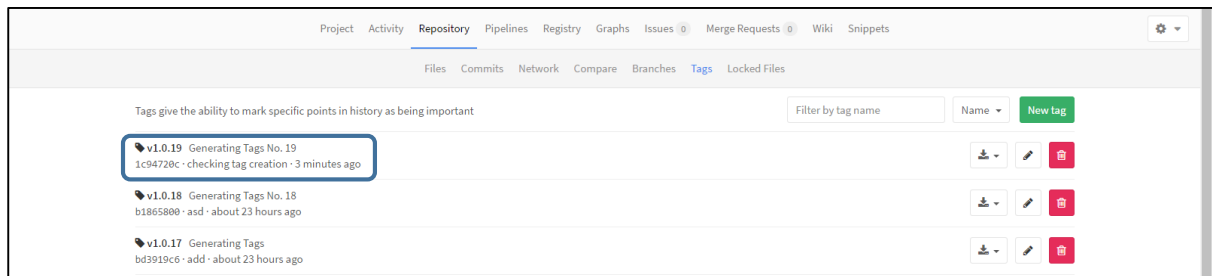 Project Activity Repository Pipelines Registry Graphs Issues 0 Merge Requests 0 Wiki Snippets
Files Commits Network Compare Branches Tags Locked Files
Tags give the ability to mark specific points in history as being important
Filter by tag name
Name
New tag
v1.0.19 Generating Tags No. 19
1c94720c · checking tag creation · 3 minutes ago
v1.0.18 Generating Tags No. 18
b1865800 · asd · about 23 hours ago
v1.0.17 Generating Tags
bd3919c6 · add · about 23 hours ago